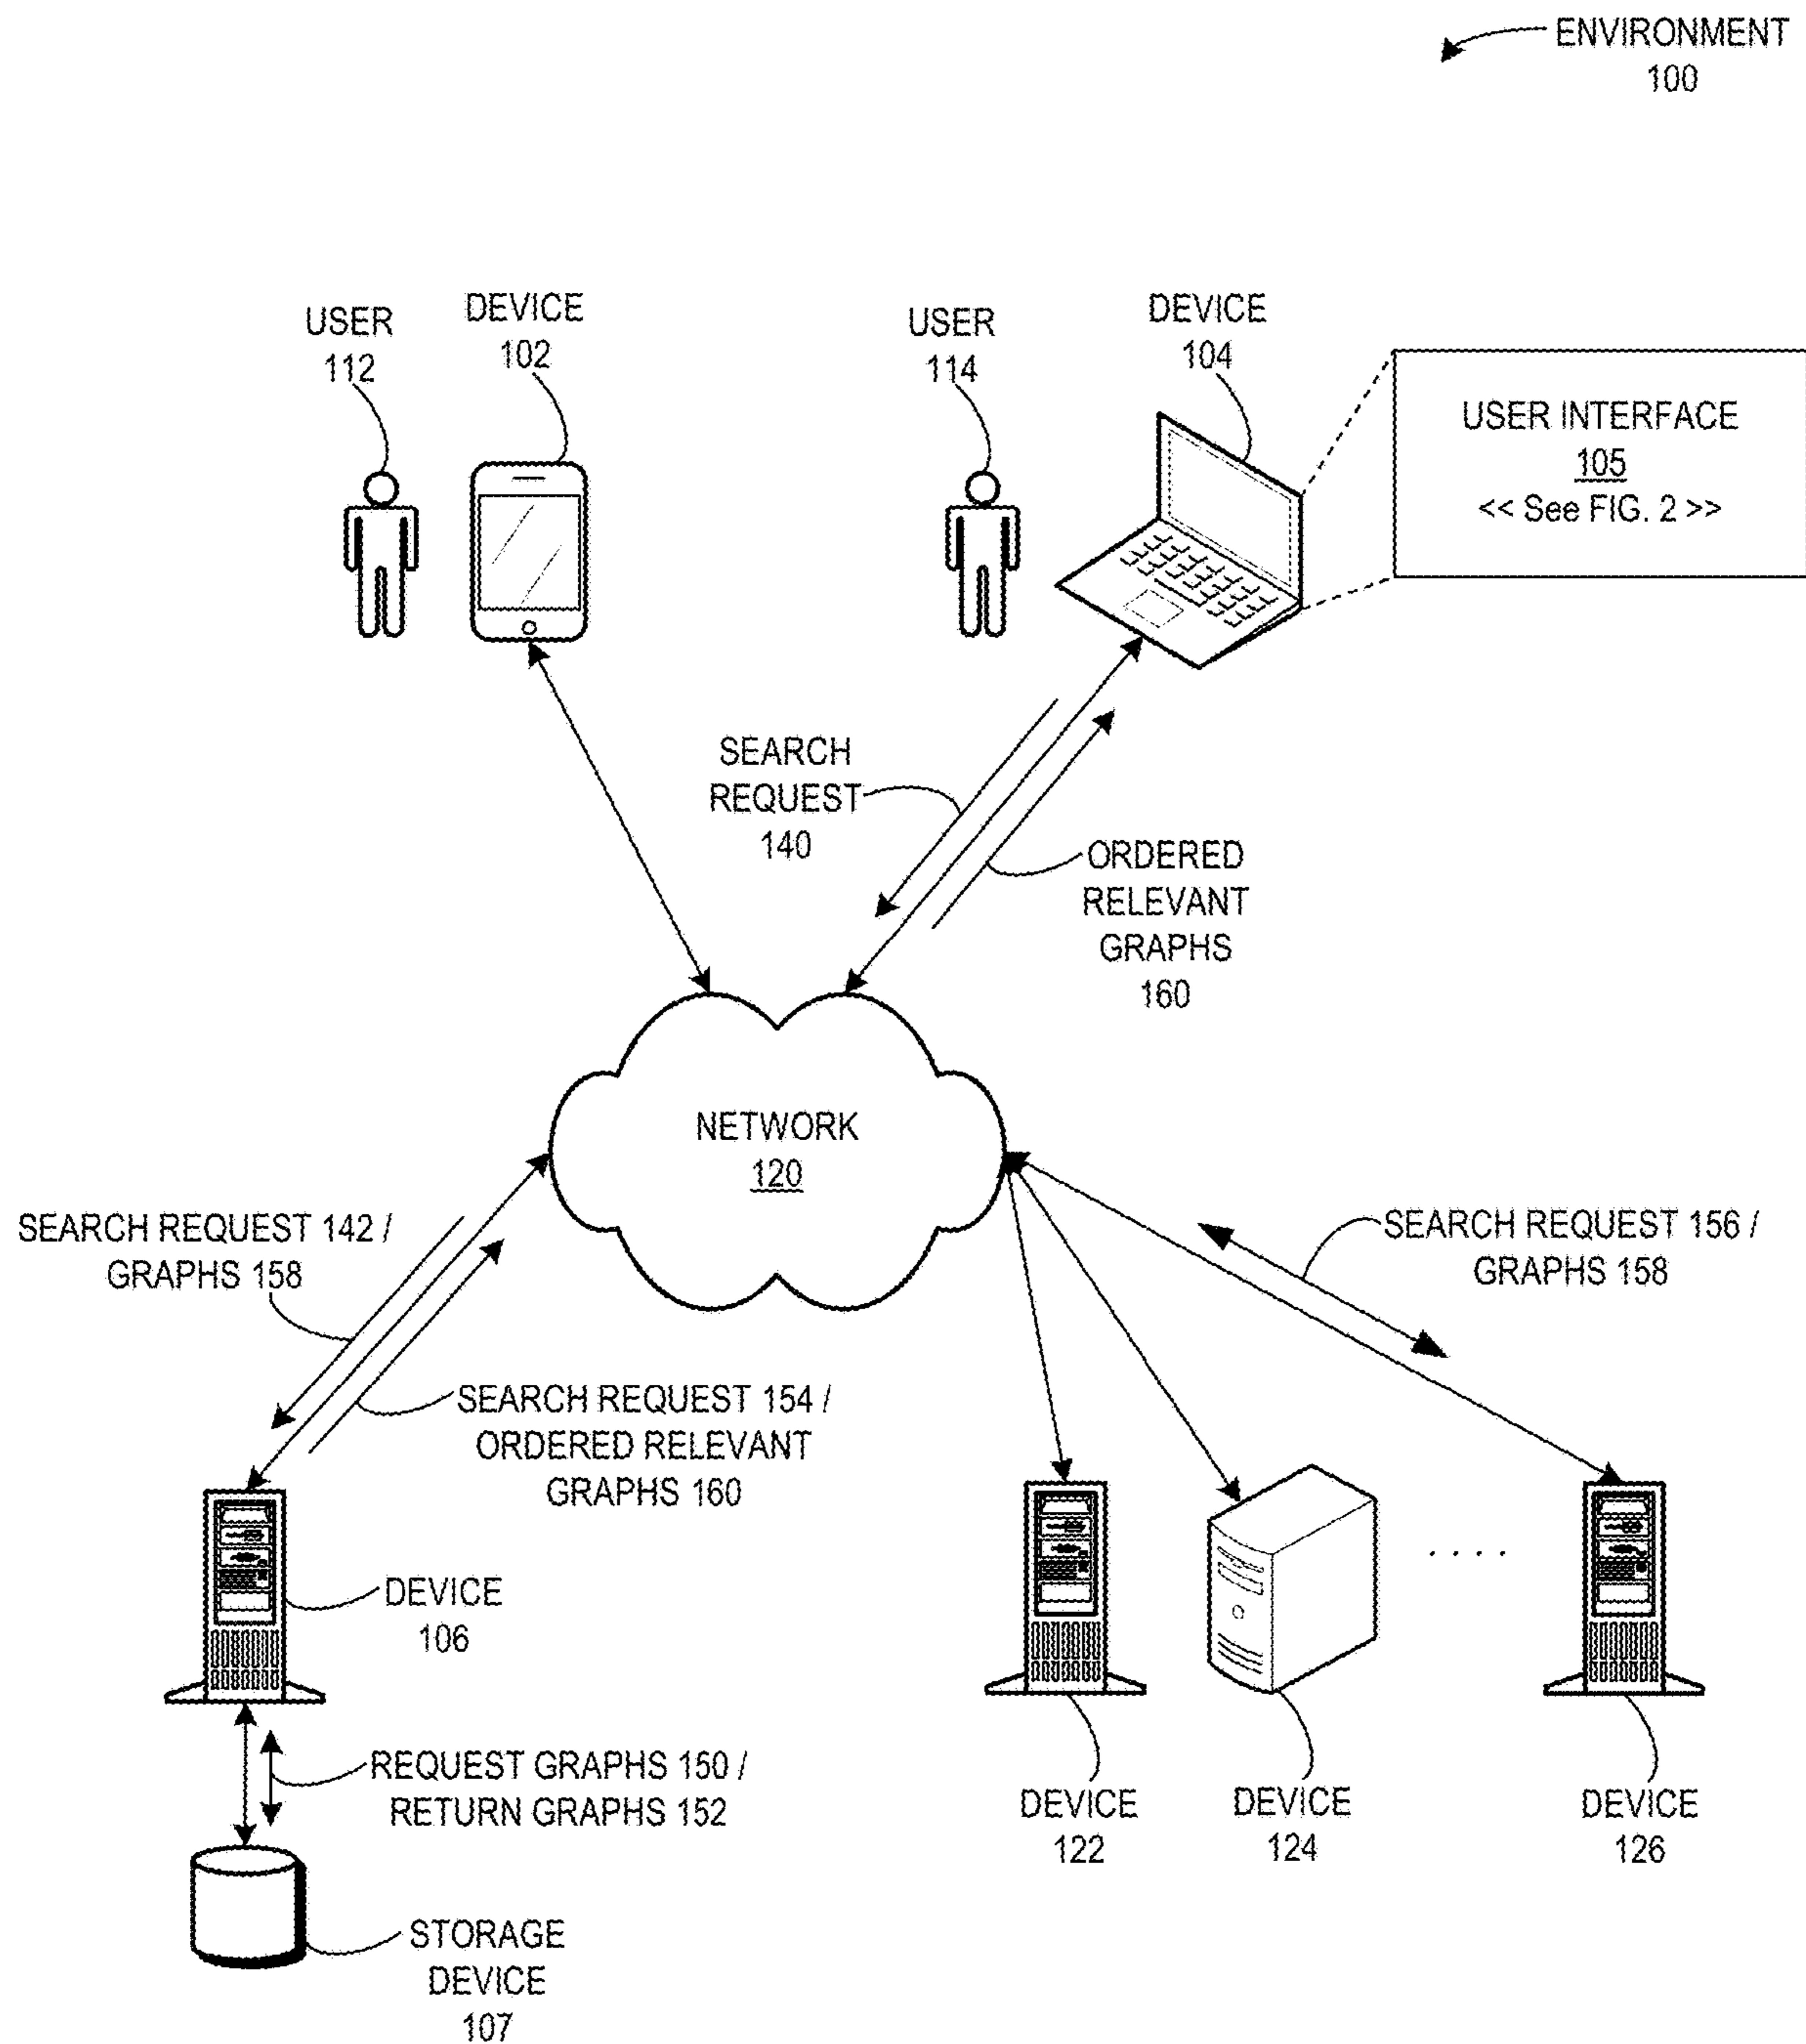 ENVIRONMENT
100
USER
112
DEVICE
102
USER
114
DEVICE
104
USER INTERFACE
105
<< See FIG. 2 >>
SEARCH
REQUEST
140
ORDERED
RELEVANT
GRAPHS
160
NETWORK
120
SEARCH REQUEST 142 /
GRAPHS 158
SEARCH REQUEST 156 /
GRAPHS 158
SEARCH REQUEST 154 /
ORDERED RELEVANT
GRAPHS 160
DEVICE
106
REQUEST GRAPHS 150 /
RETURN GRAPHS 152
DEVICE
122
DEVICE
124
. . . .
DEVICE
126
STORAGE
DEVICE
107